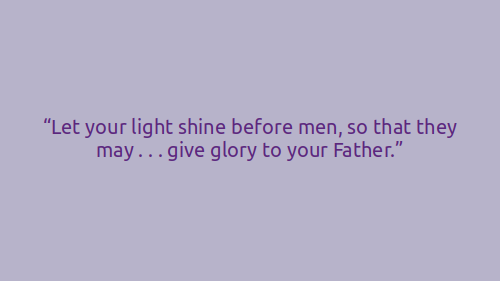 “Let your light shine before men, so that they
may . . . give glory to your Father.”